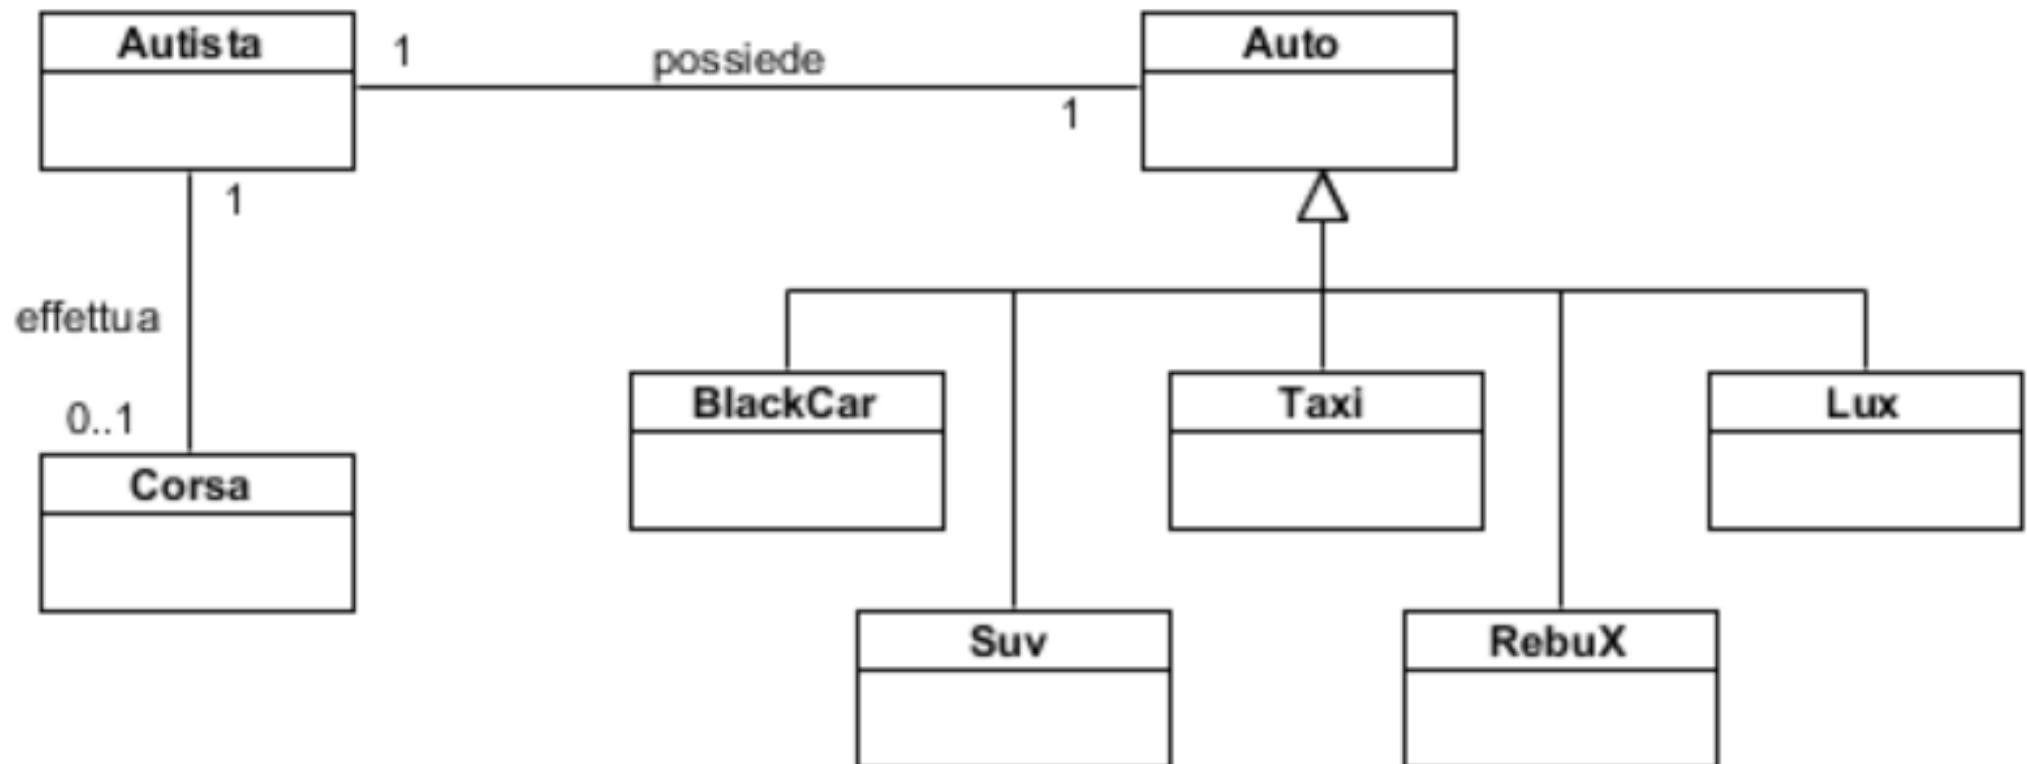 Autista
1
possiede
1
Auto
1
effettua
0..1
Corsa
BlackCar
Taxi
Lux
Suv
RebuX